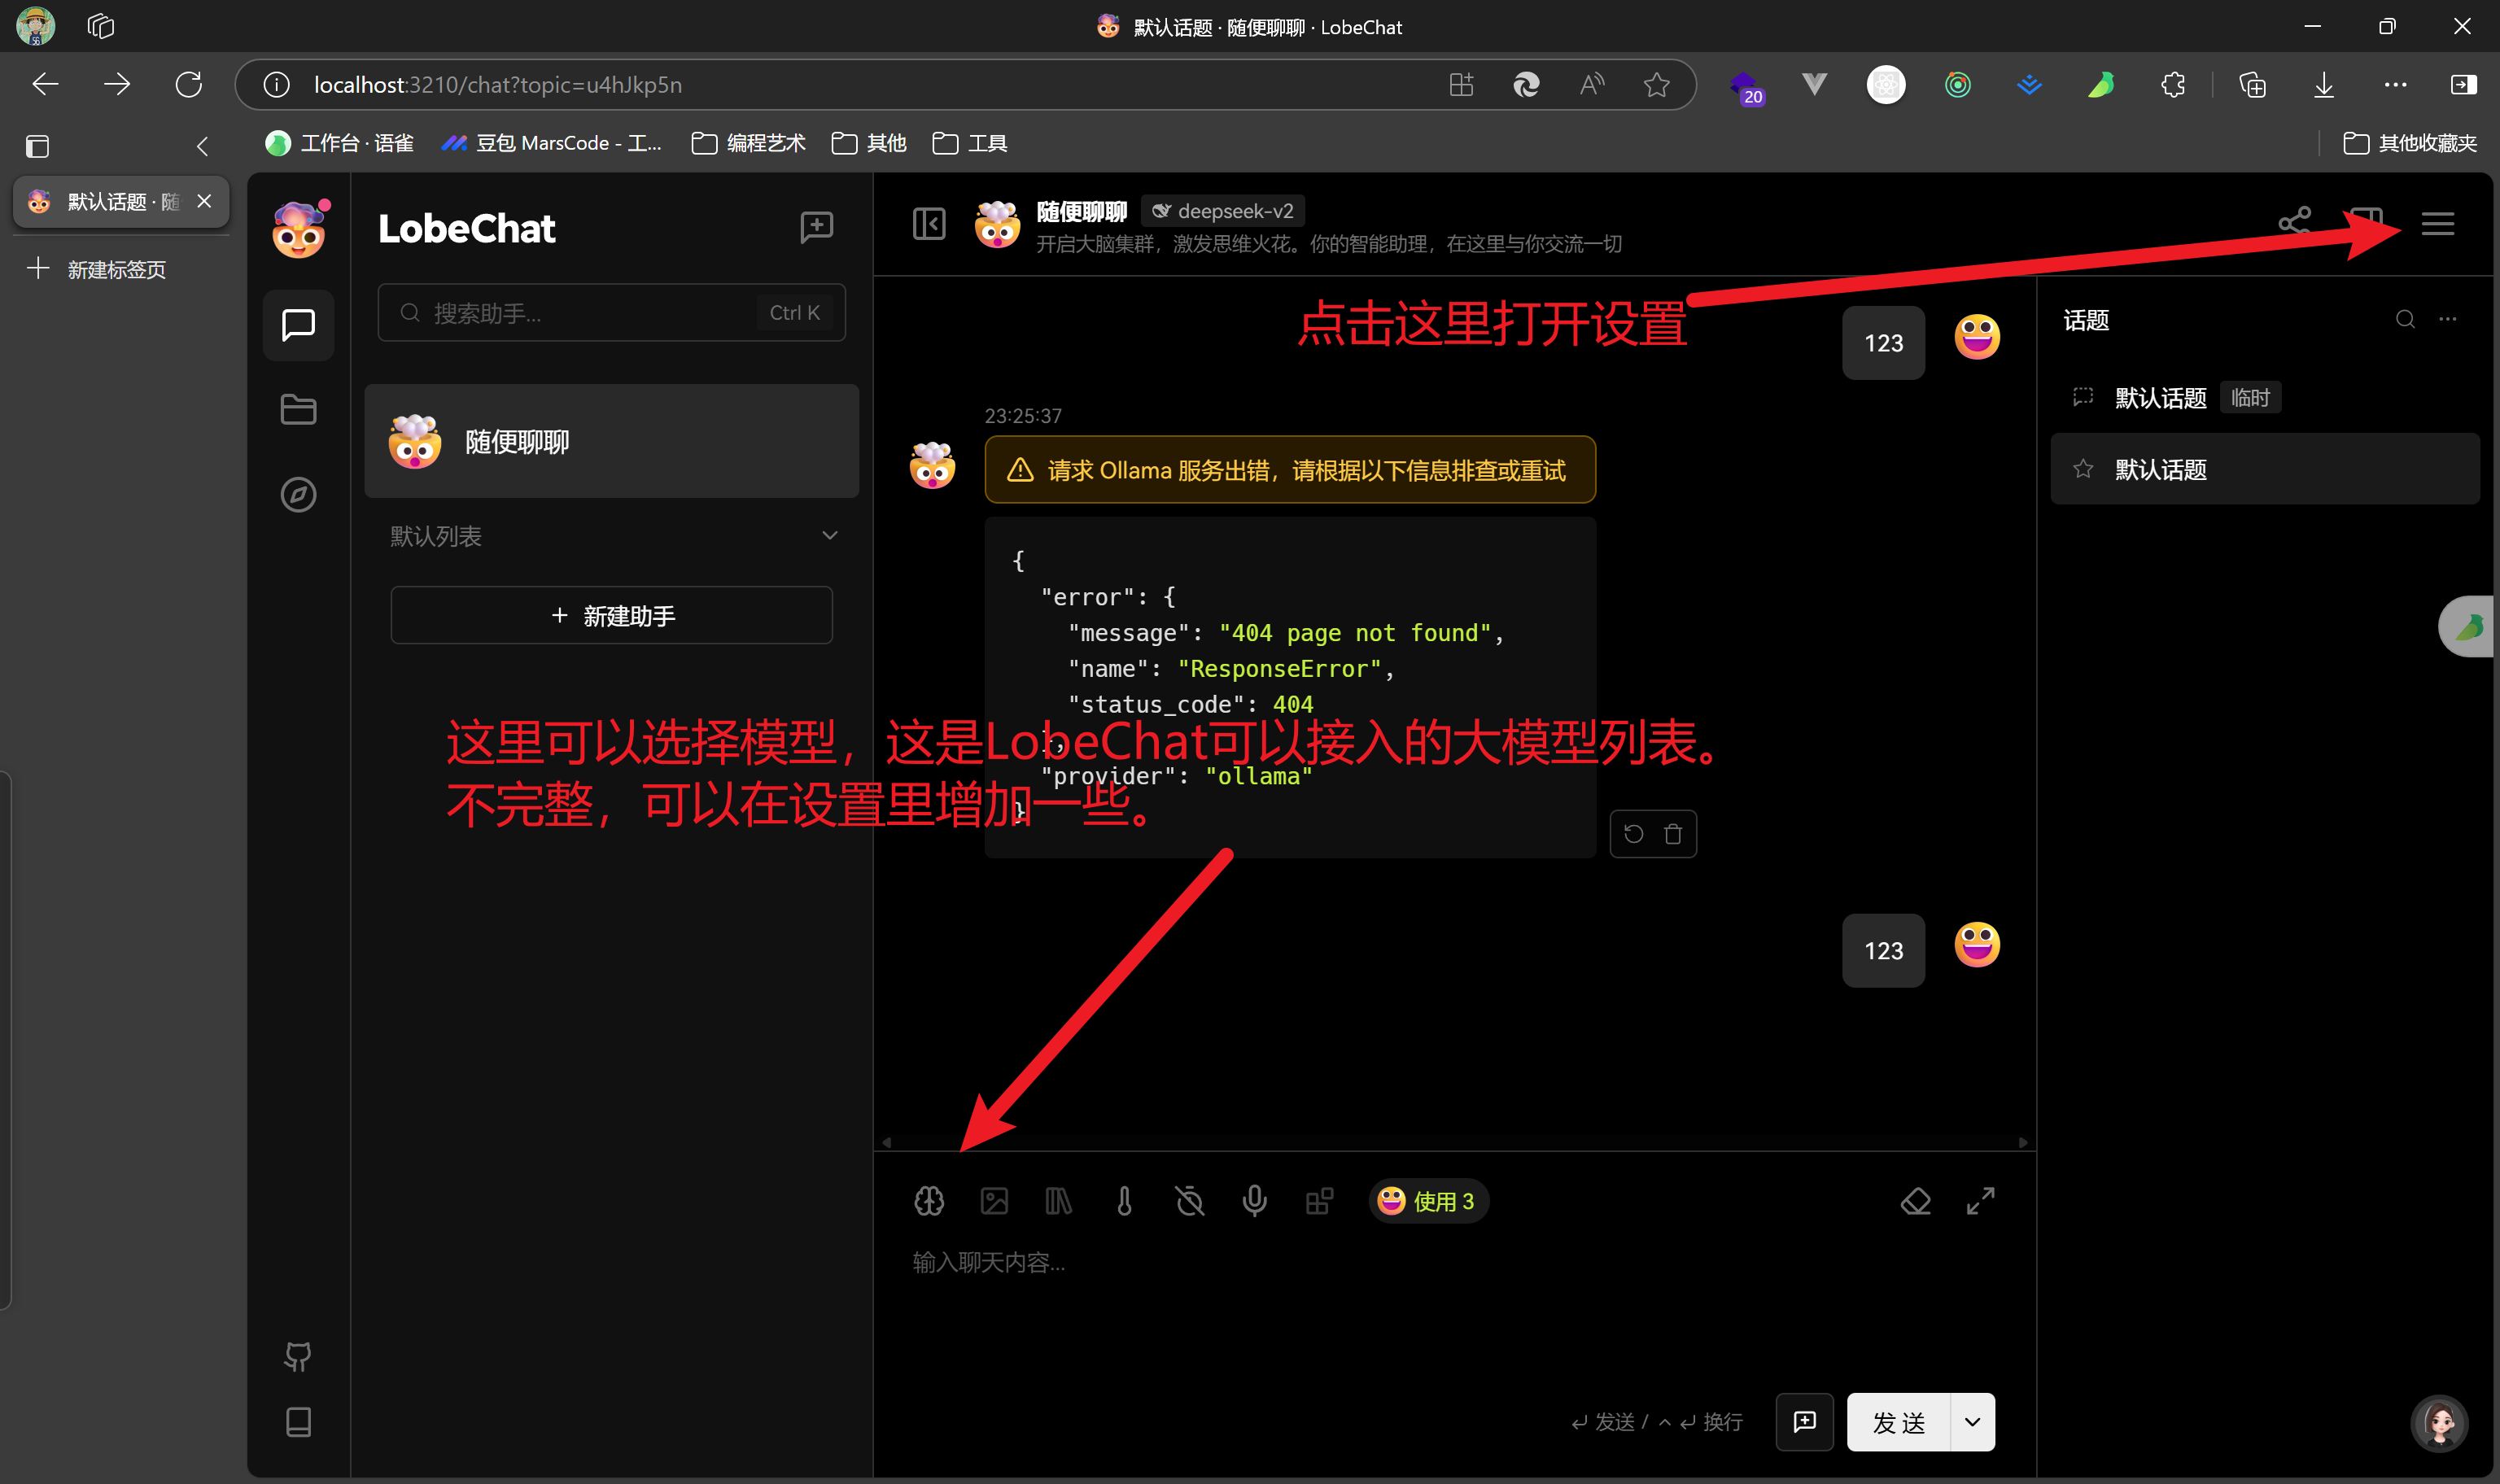 默认话题 · 随便聊聊 · LobeChat
localhost:3210/chat?topic=u4hJkp5n
20
工作台 · 语雀
豆包 MarsCode - 工...
编程艺术
其他
工具
其他收藏夹
默认话题 · 随
新建标签页
LobeChat
搜索助手...
Ctrl K
随便聊聊
默认列表
新建助手
随便聊聊
deepseek-v2
开启大脑集群，激发思维火花。你的智能助理，在这里与你交流一切
点击这里打开设置
123
23:25:37
请求 Ollama 服务出错，请根据以下信息排查或重试
{
"error": {
"message": "404 page not found",
"name": "ResponseError",
"status_code": 404
},
"provider": "ollama"
}
这里可以选择模型，这是LobeChat可以接入的大模型列表。
不完整，可以在设置里增加一些。
123
使用 3
输入聊天内容...
发送 /
换行
发 送
话题
默认话题
临时
默认话题